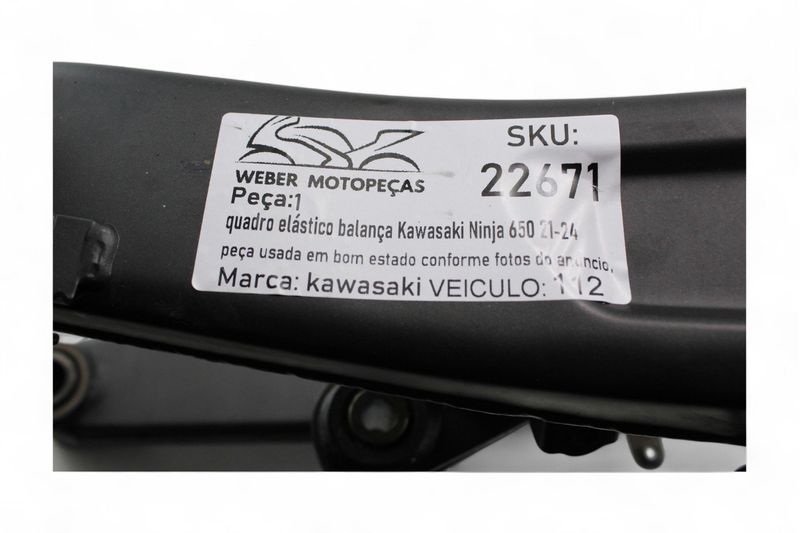 SKU:
22671
WEBER MOTOPEÇAS
Peça:1
quadro elástico balança Kawasaki Ninja 650 21-24
peça usada em bom estado conforme fotos do anuncio.
Marca: kawasaki VEICULO: 112